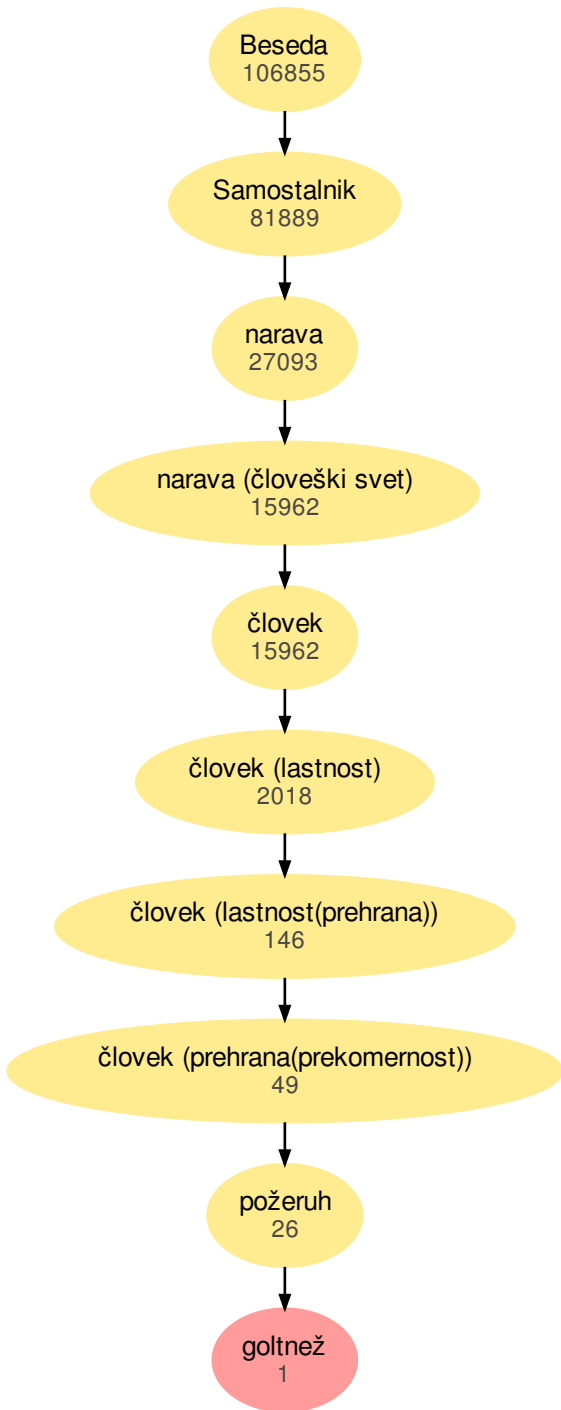 Beseda
106855
Samostalnik
81889
narava
27093
narava (človeški svet)
15962
človek
15962
človek (lastnost)
2018
človek (lastnost(prehrana))
146
človek (prehrana(prekomernost))
49
požeruh
26
goltnež
1